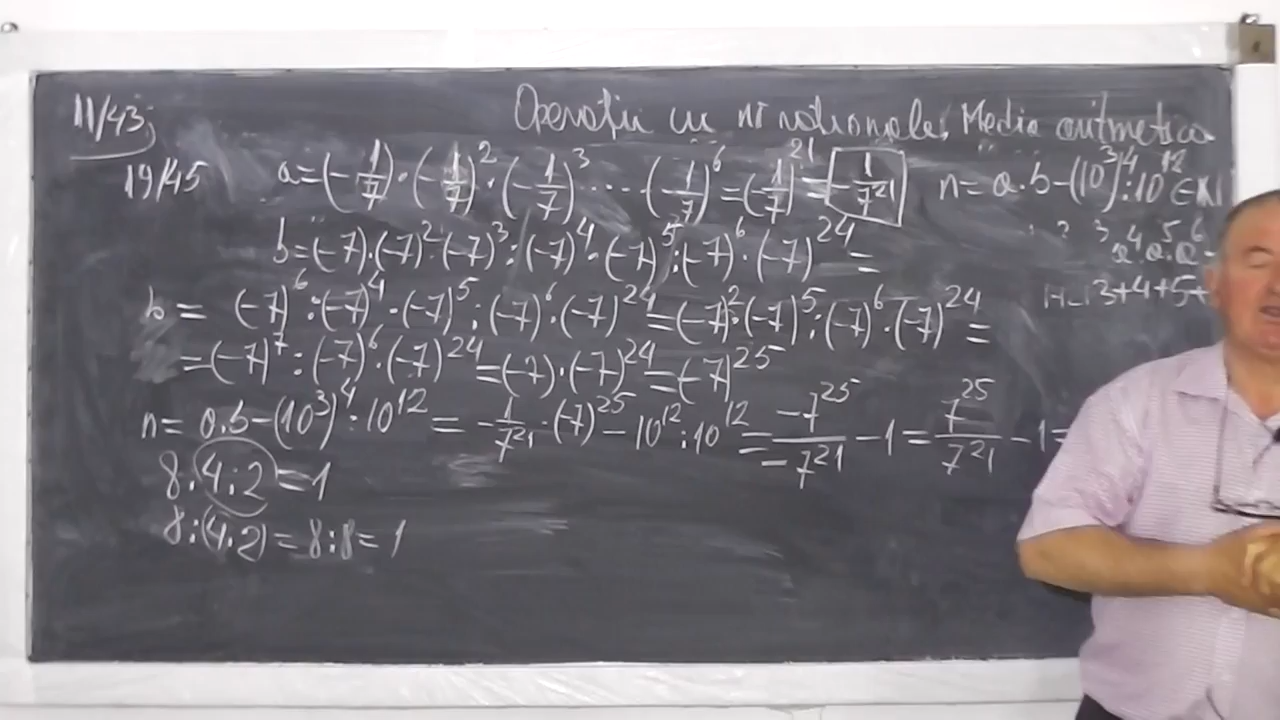 11/43;
Operații cu nr raționale. Media aritmetica
19/45 a=(-1/7)·(-1/7)²·(-1/7)³·····(-1/7)⁶=(-1/7)²¹=-1/7²¹ n=a·b-(10³)⁴:10¹² ∈ N
b=(-7)·(-7)²·(-7)³:(-7)⁴·(-7)⁵:(-7)⁶·(-7)²⁴=
b= (-7)⁶:(-7)⁴·(-7)⁵:(-7)⁶·(-7)²⁴=(-7)²·(-7)⁵:(-7)⁶·(-7)²⁴=
3+4+5+
=(-7)⁷:(-7)⁶·(-7)²⁴=(-7)·(-7)²⁴=(-7)²⁵
n= a·b-(10³)⁴:10¹²= -1/7²¹·(-7)²⁵-10¹²:10¹²= -7²⁵/-7²¹-1=7²⁵/7²¹-1=
8:4:2=1
8:(4·2)=8:8=1